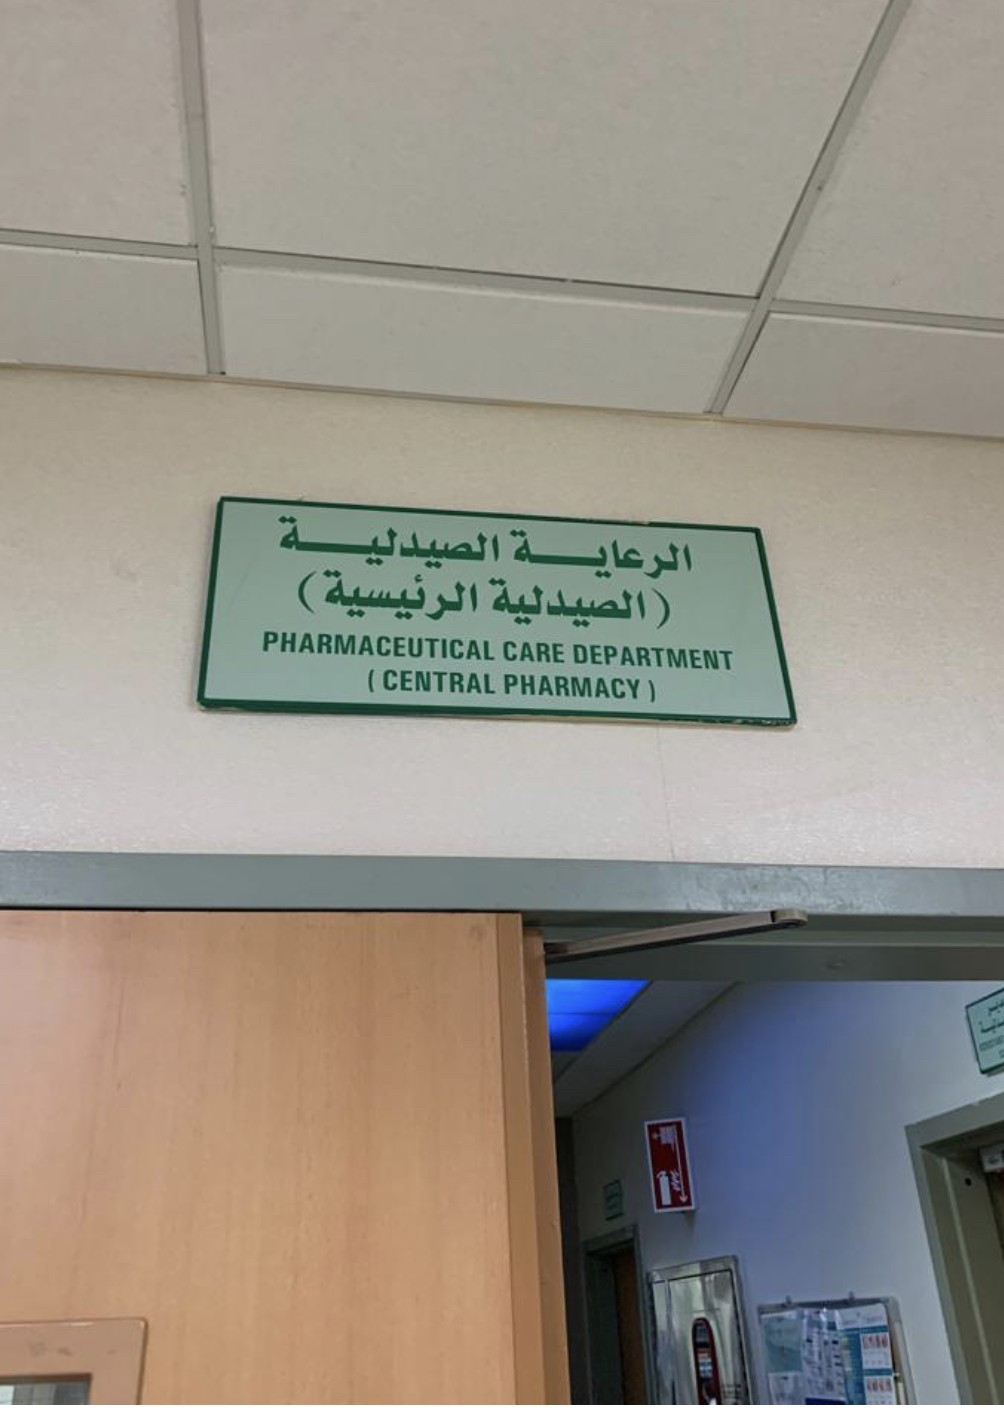 الرعاية الصيدلية
(الصيدلية الرئيسية)
PHARMACEUTICAL CARE DEPARTMENT
( CENTRAL PHARMACY )